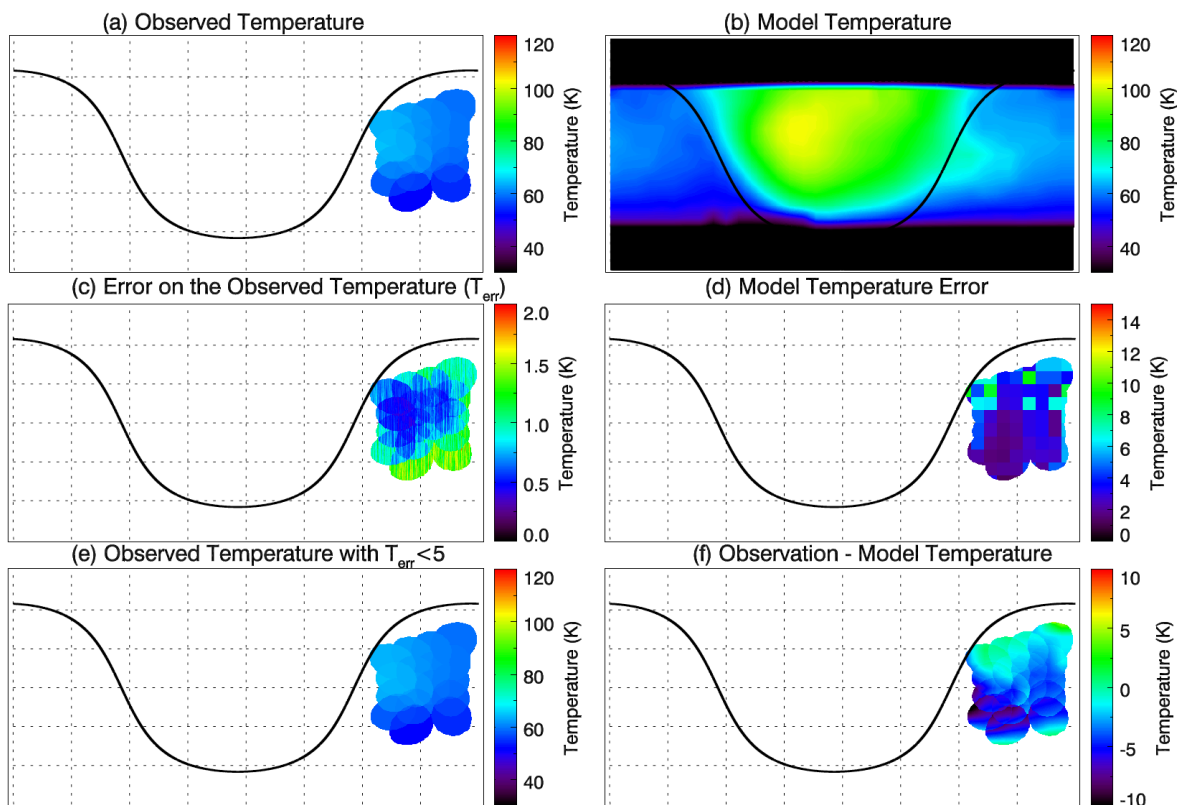 (a) Observed Temperature
120
100
80
60
40
Temperature (K)
(b) Model Temperature
120
100
80
60
40
Temperature (K)
(c) Error on the Observed Temperature (Terr)
2.0
1.5
1.0
0.5
0.0
Temperature (K)
(d) Model Temperature Error
14
12
10
8
6
4
2
0
Temperature (K)
(e) Observed Temperature with Terr<5
120
100
80
60
40
Temperature (K)
(f) Observation - Model Temperature
10
5
0
-5
-10
Temperature (K)